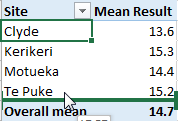 Site Mean Result
Clyde 13.6
Kerikeri 15.3
Motueka 14.4
Te Puke 15.2
Overall mean 14.7